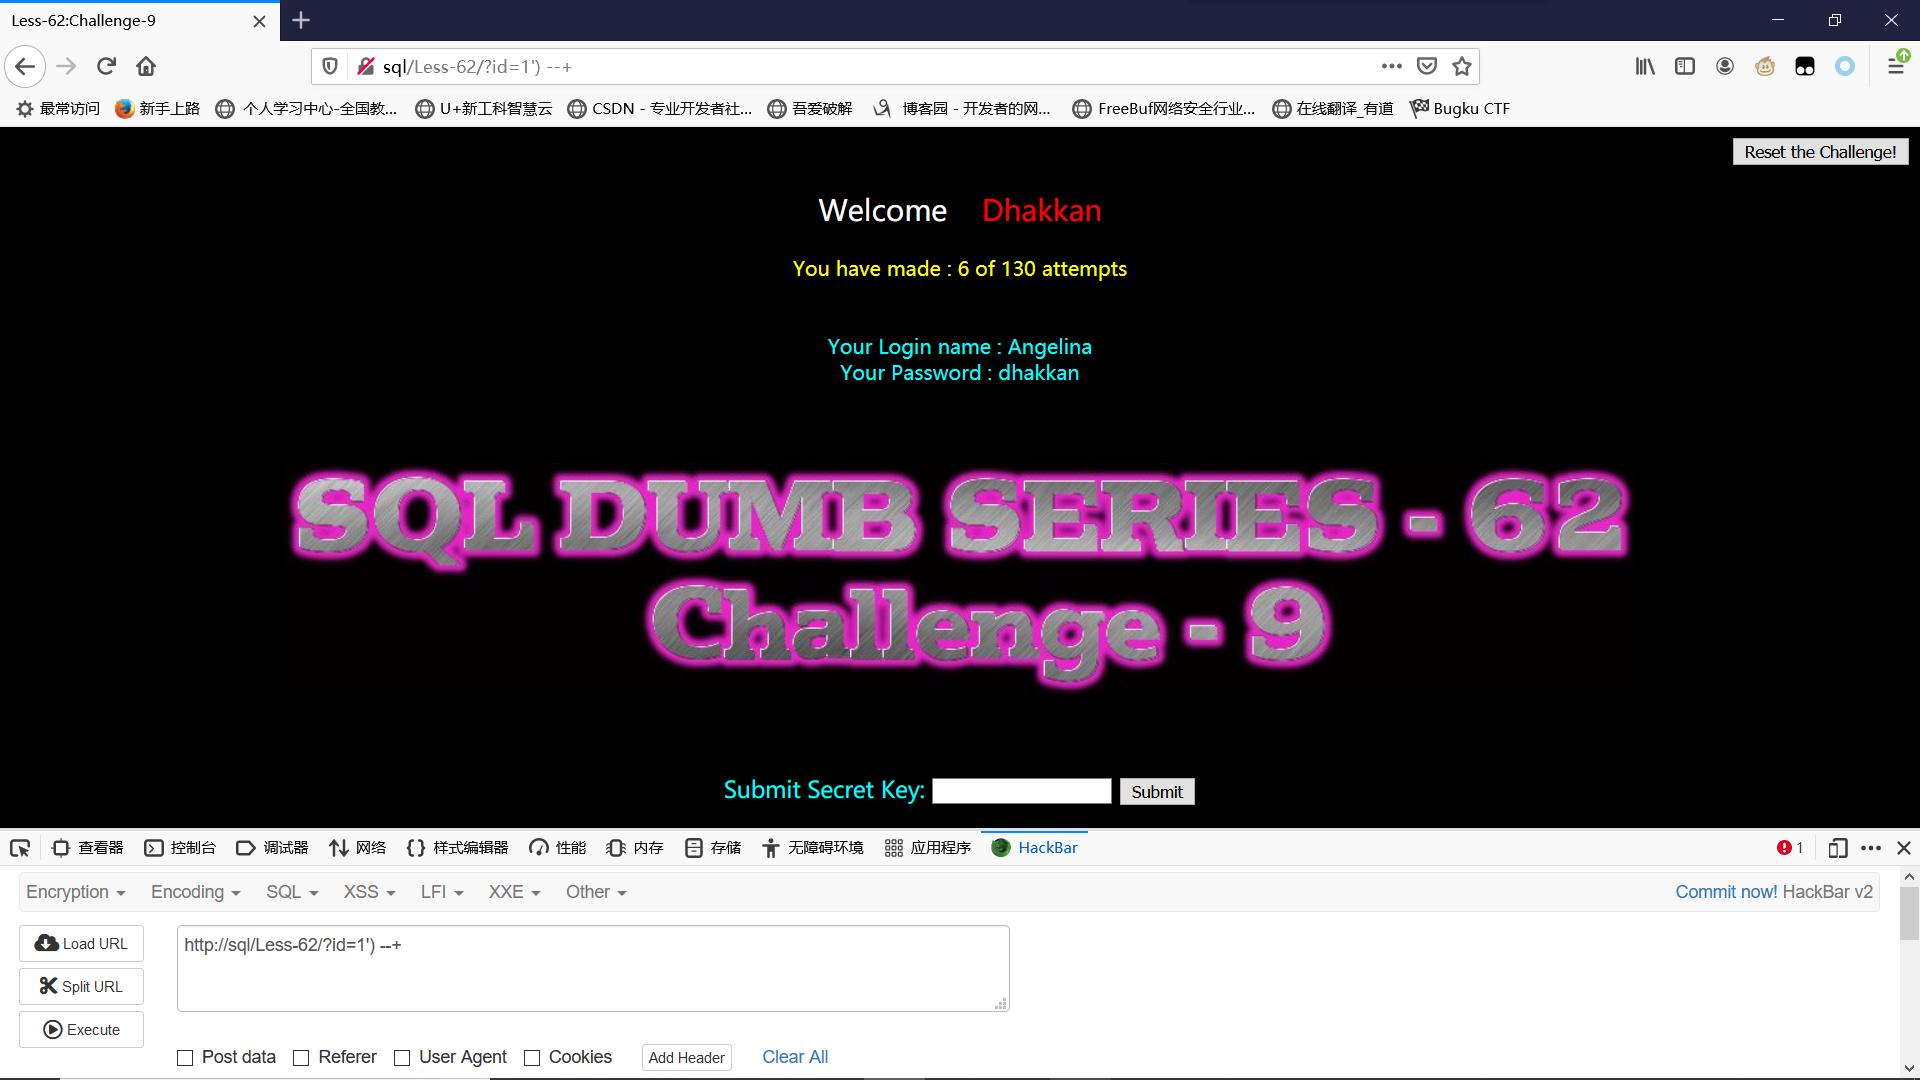 Less-62:Challenge-9
sql/Less-62/?id=1') --+
最常访问 新手上路 个人学习中心-全国教... U+新工科智慧云 CSDN - 专业开发者社... 吾爱破解 博客园 - 开发者的网... FreeBuf网络安全行业... 在线翻译_有道 Bugku CTF
Reset the Challenge!
Welcome Dhakkan
You have made : 6 of 130 attempts
Your Login name : Angelina
Your Password : dhakkan
SQL DUMB SERIES - 62
Challenge - 9
Submit Secret Key: Submit
查看器 控制台 调试器 网络 样式编辑器 性能 内存 存储 无障碍环境 应用程序 HackBar 1
Encryption Encoding SQL XSS LFI XXE Other Commit now! HackBar v2
Load URL http://sql/Less-62/?id=1') --+
Split URL
Execute
Post data Referer User Agent Cookies Add Header Clear All